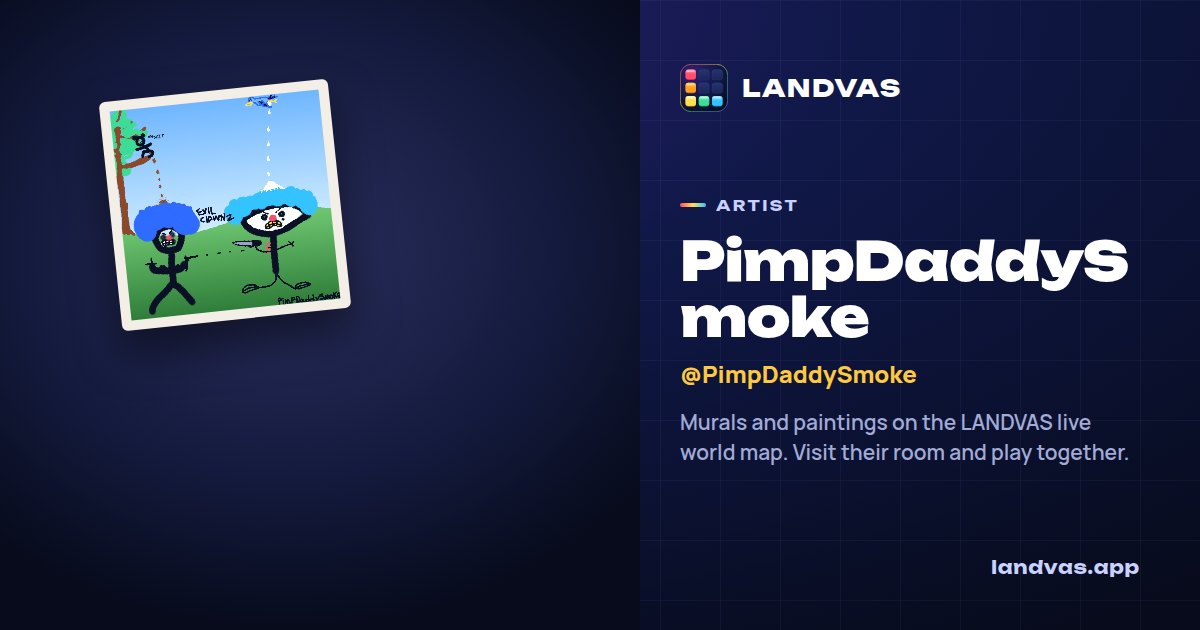 EVIL
CLOWNZ
PimpDaddySmoke
LANDVAS
ARTIST
PimpDaddyS
moke
@PimpDaddySmoke
Murals and paintings on the LANDVAS live
world map. Visit their room and play together.
landvas.app